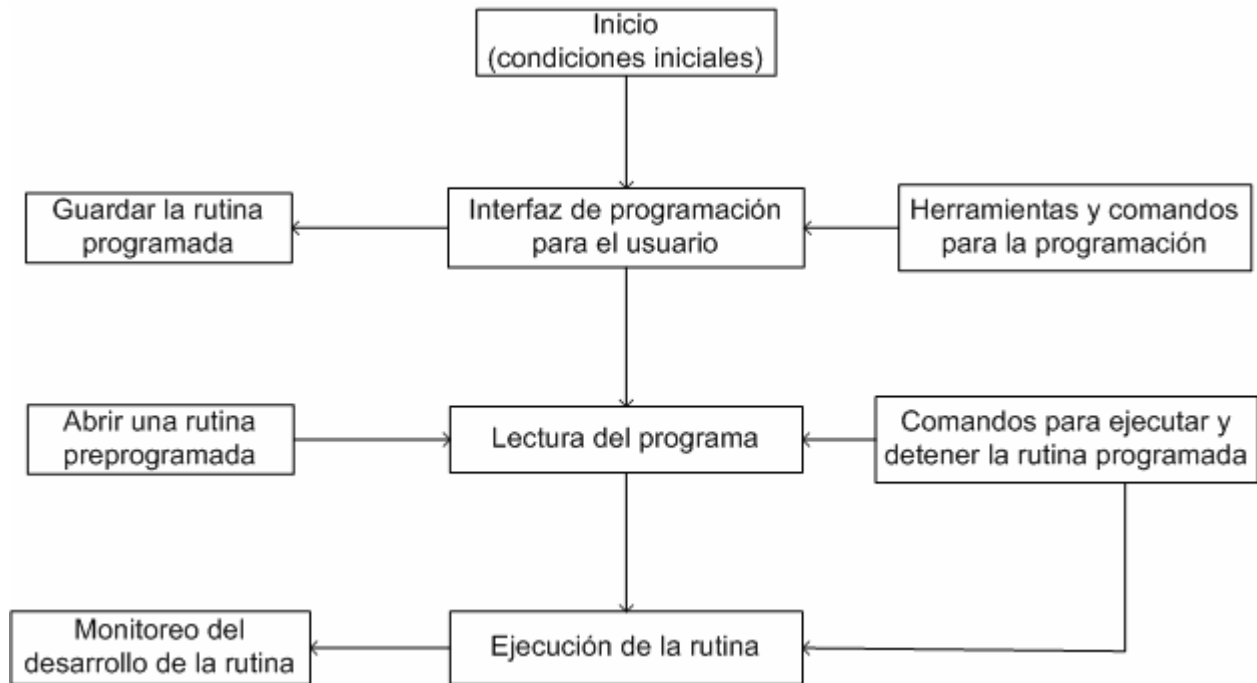 Inicio
(condiciones iniciales)
Guardar la rutina
programada
Interfaz de programación
para el usuario
Herramientas y comandos
para la programación
Abrir una rutina
preprogramada
Lectura del programa
Comandos para ejecutar y
detener la rutina programada
Monitoreo del
desarrollo de la rutina
Ejecución de la rutina